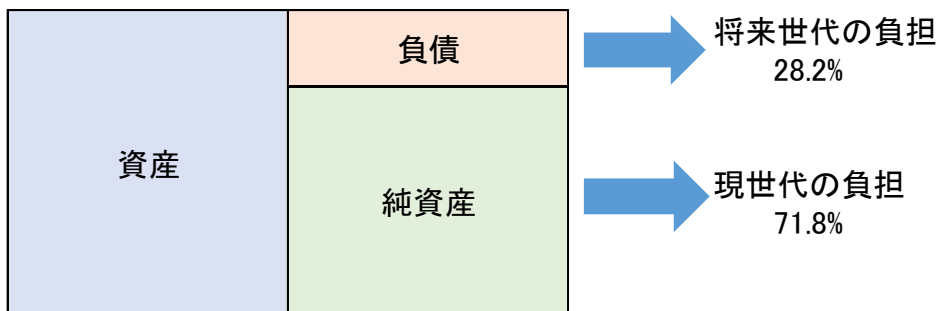 資産
負債
純資産
将来世代の負担
28.2%
現世代の負担
71.8%